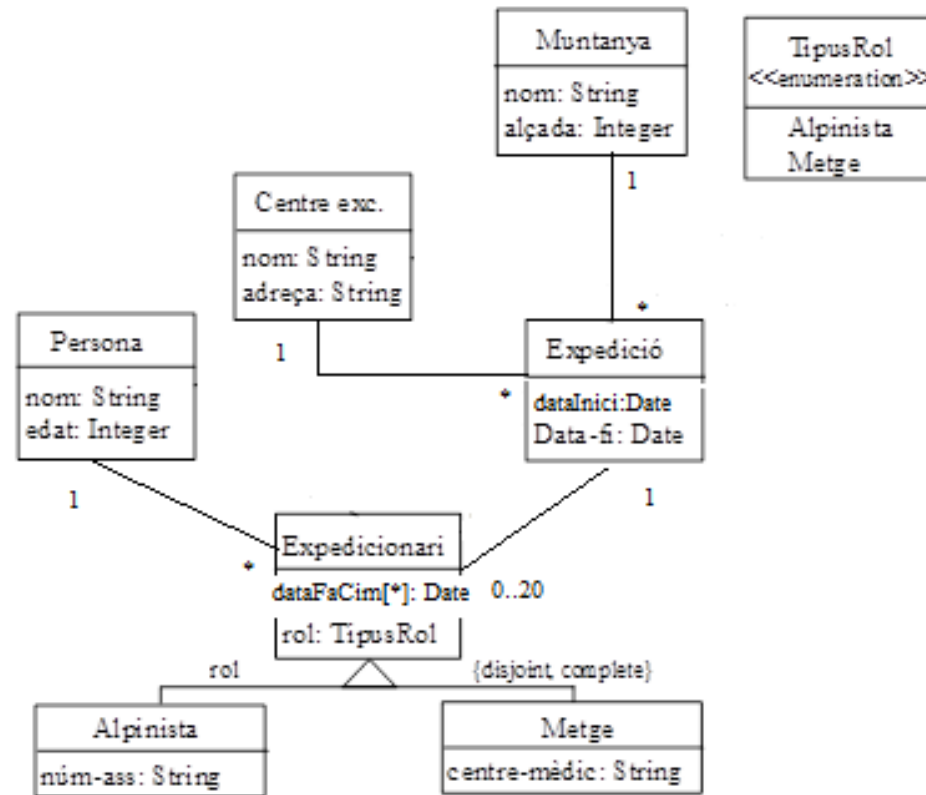 Muntanya
nom: String
alçada: Integer
TipusRol
<<enumeration>>
Alpinista
Metge
1
Centre exc.
nom: String
adreça: String
1
*
*
Expedició
dataInici:Date
Data-fi: Date
Persona
nom: String
edat: Integer
1
1
Expedicionari
*
dataFaCim[*]: Date
0..20
rol: TipusRol
rol
{disjoint, complete}
Alpinista
núm-ass: String
Metge
centre-mèdic: String